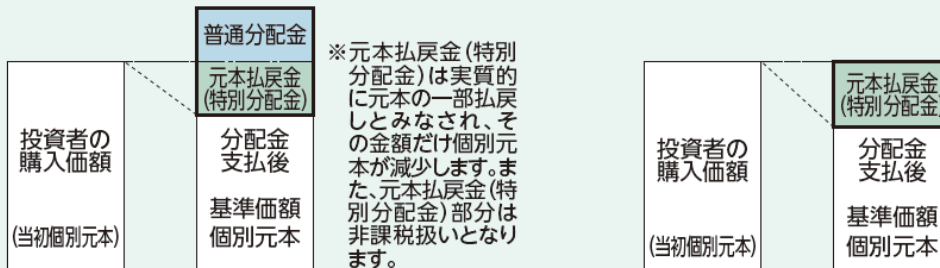 普通分配金
元本払戻金
(特別分配金)
投資者の
購入価額
(当初個別元本)
分配金
支払後
基準価額
個別元本
※元本払戻金(特別
分配金)は実質的
に元本の一部払戻
しとみなされ、そ
の金額だけ個別元
本が減少します。ま
た、元本払戻金(特
別分配金)部分は
非課税扱いとなり
ます。
投資者の
購入価額
(当初個別元本)
元本払戻金
(特別分配金)
分配金
支払後
基準価額
個別元本